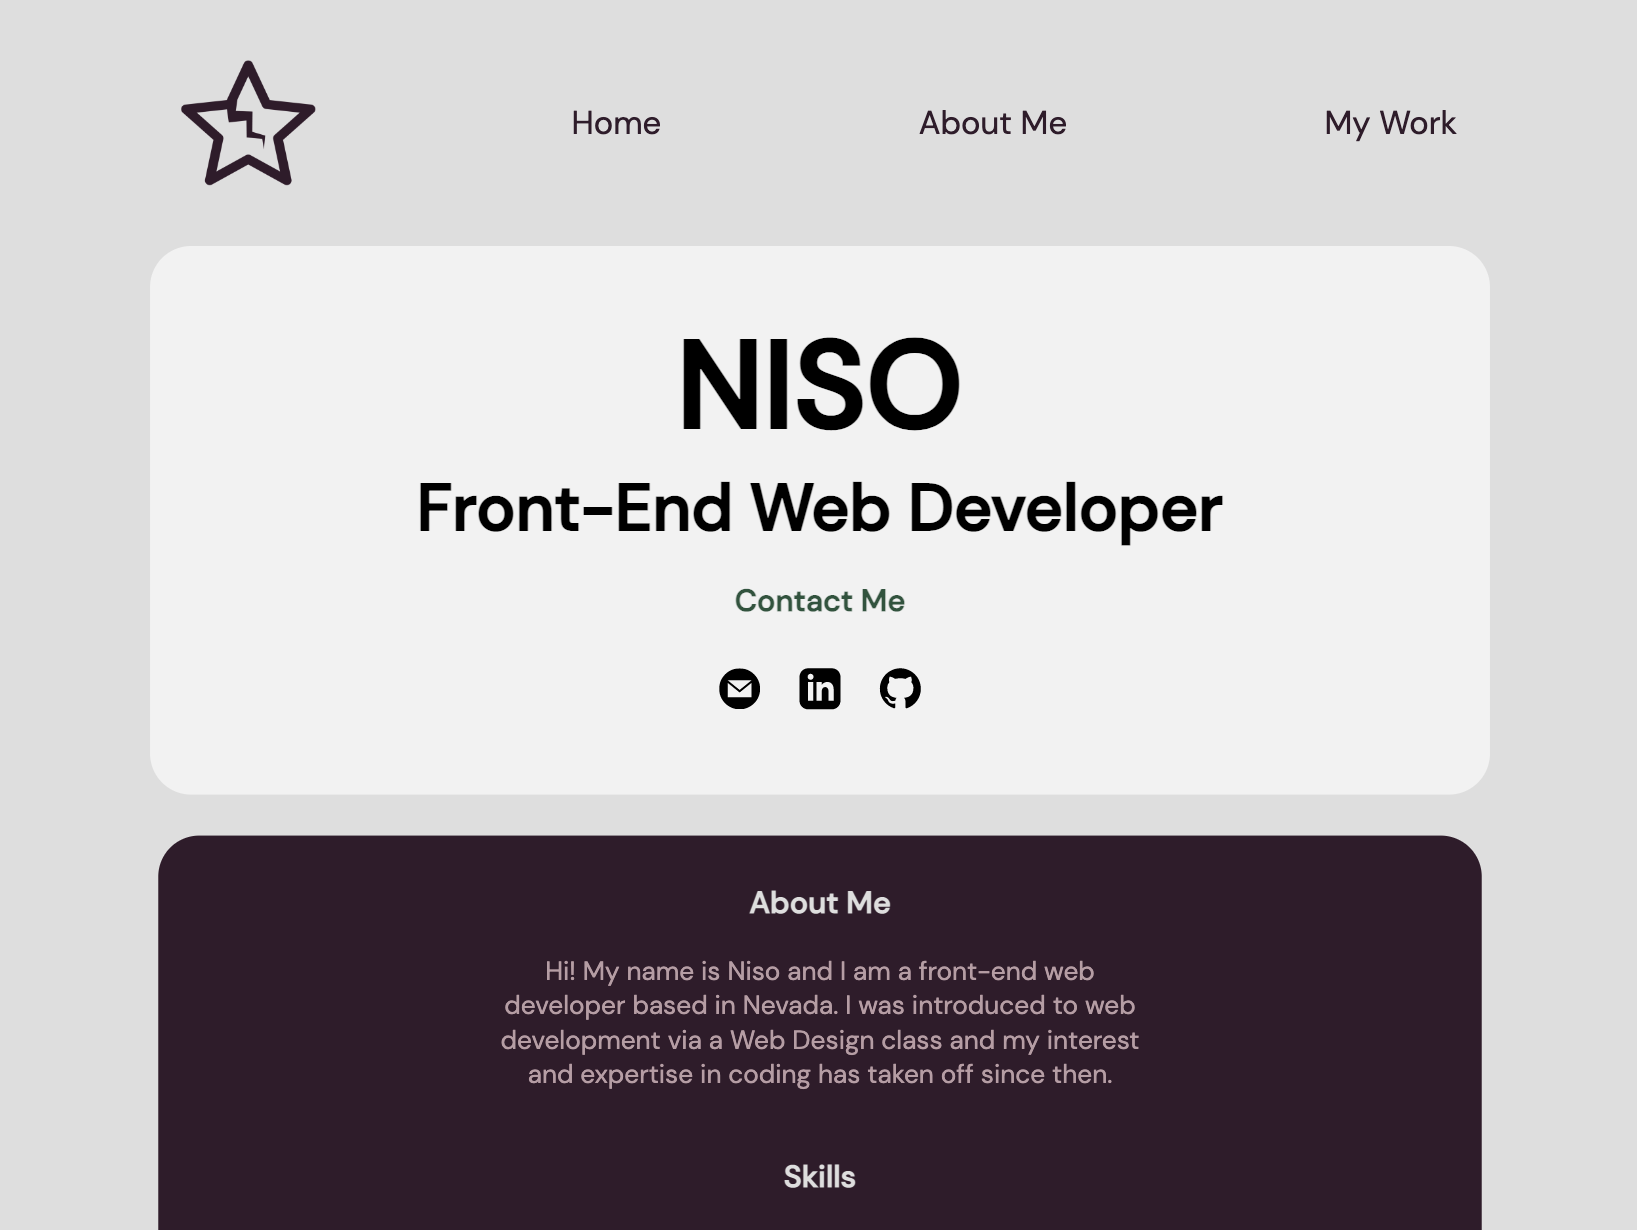 Home
About Me
My Work
NISO
Front-End Web Developer
Contact Me
in
About Me
Hi! My name is Niso and I am a front-end web
developer based in Nevada. I was introduced to web
development via a Web Design class and my interest
and expertise in coding has taken off since then.
Skills